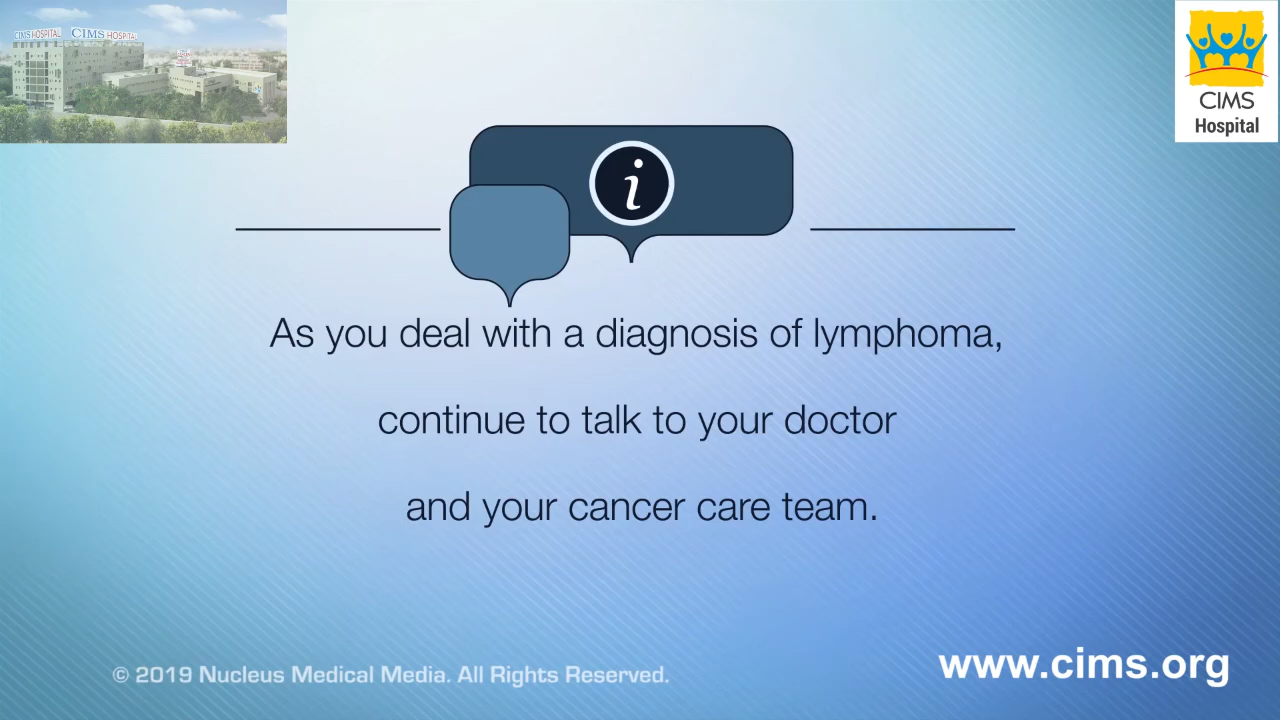 CIMS HOSPITAL CIMS HOSPITAL
CIMS
Hospital
i
As you deal with a diagnosis of lymphoma,
continue to talk to your doctor
and your cancer care team.
© 2019 Nucleus Medical Media. All Rights Reserved.
www.cims.org